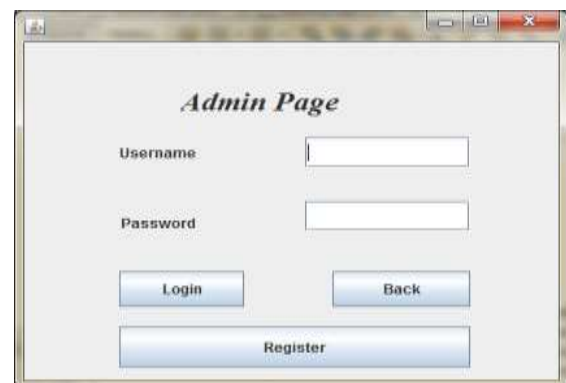 Admin Page
Username
Password
Login Back
Register